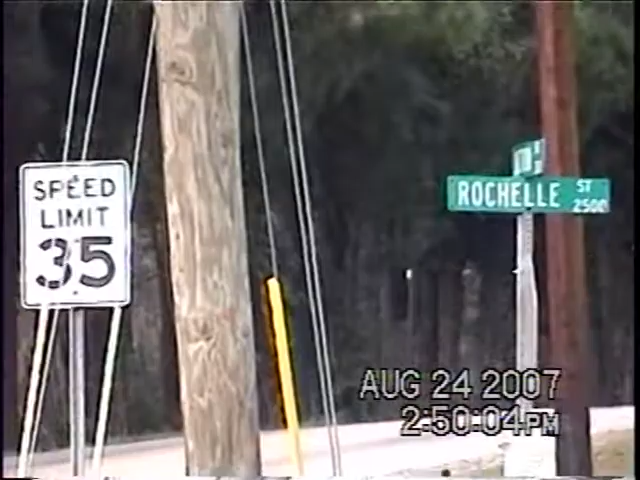 SPEED
LIMIT
35
ROCHELLE ST
2500
AUG 24 2007
2:50:04PM